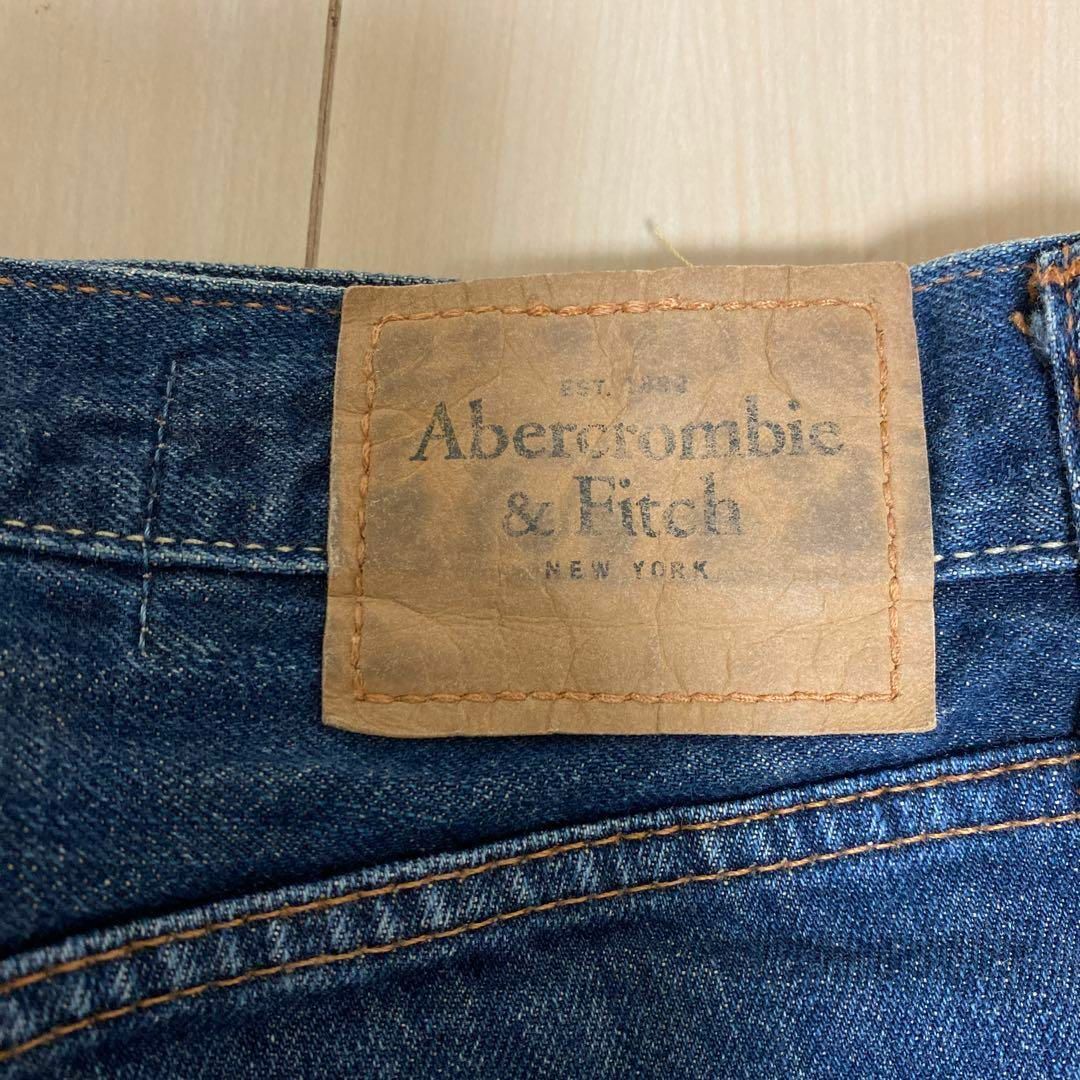 EST. 1892
Abercrombie
& Fitch
NEW YORK